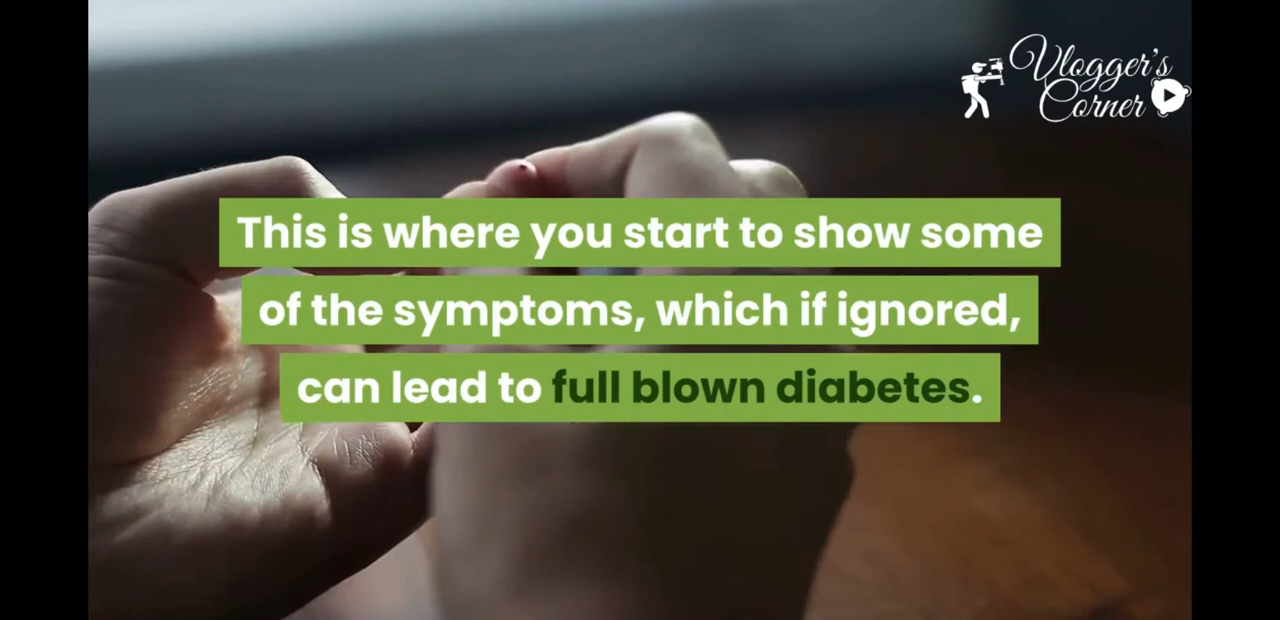 Vlogger's
Corner
This is where you start to show some
of the symptoms, which if ignored,
can lead to full blown diabetes.